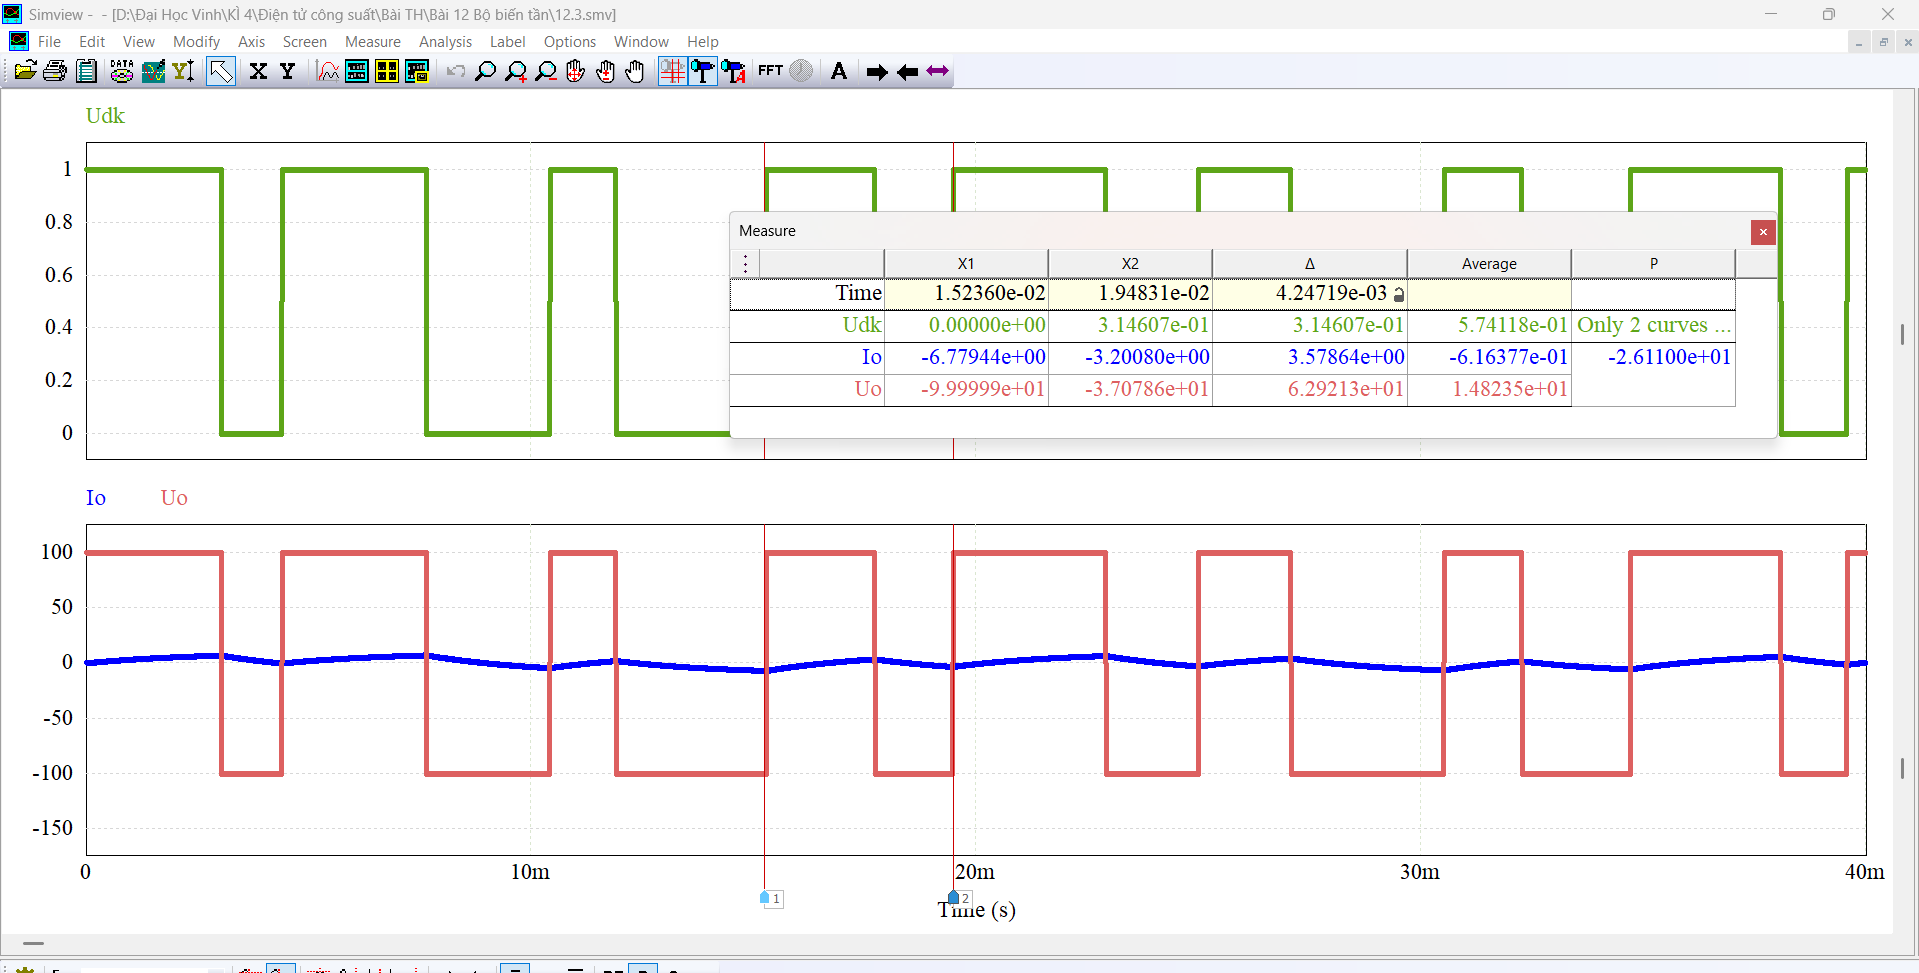 Simview -  - [D:\Đại Học Vinh\KÌ 4\Điện tử công suất\Bài TH\Bài 12 Bộ biến tần\12.3.smv]
File Edit View Modify Axis Screen Measure Analysis Label Options Window Help
DATA Y X Y FFT A
Udk
1
0.8
0.6
0.4
0.2
0
Measure
X1 X2 Δ Average P
Time 1.52360e-02 1.94831e-02 4.24719e-03
Udk 0.00000e+00 3.14607e-01 3.14607e-01 5.74118e-01 Only 2 curves ...
Io -6.77944e+00 -3.20080e+00 3.57864e+00 -6.16377e-01 -2.61100e+01
Uo -9.99999e+01 -3.70786e+01 6.29213e+01 1.48235e+01
Io Uo
100
50
0
-50
-100
-150
0 10m 20m 30m 40m
1 2
Time (s)